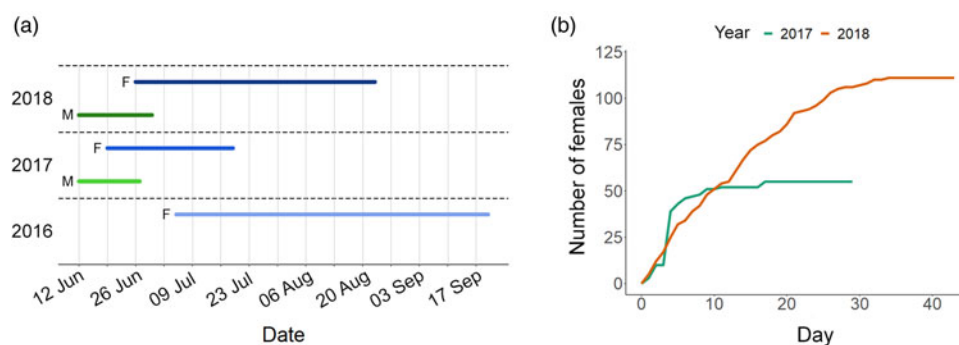 (a)
2018
F
M
2017
F
M
2016
F
12 Jun
26 Jun
09 Jul
23 Jul
06 Aug
20 Aug
03 Sep
17 Sep
Date
(b)
Year 2017 2018
Number of females
125
100
75
50
25
0
0 10 20 30 40
Day